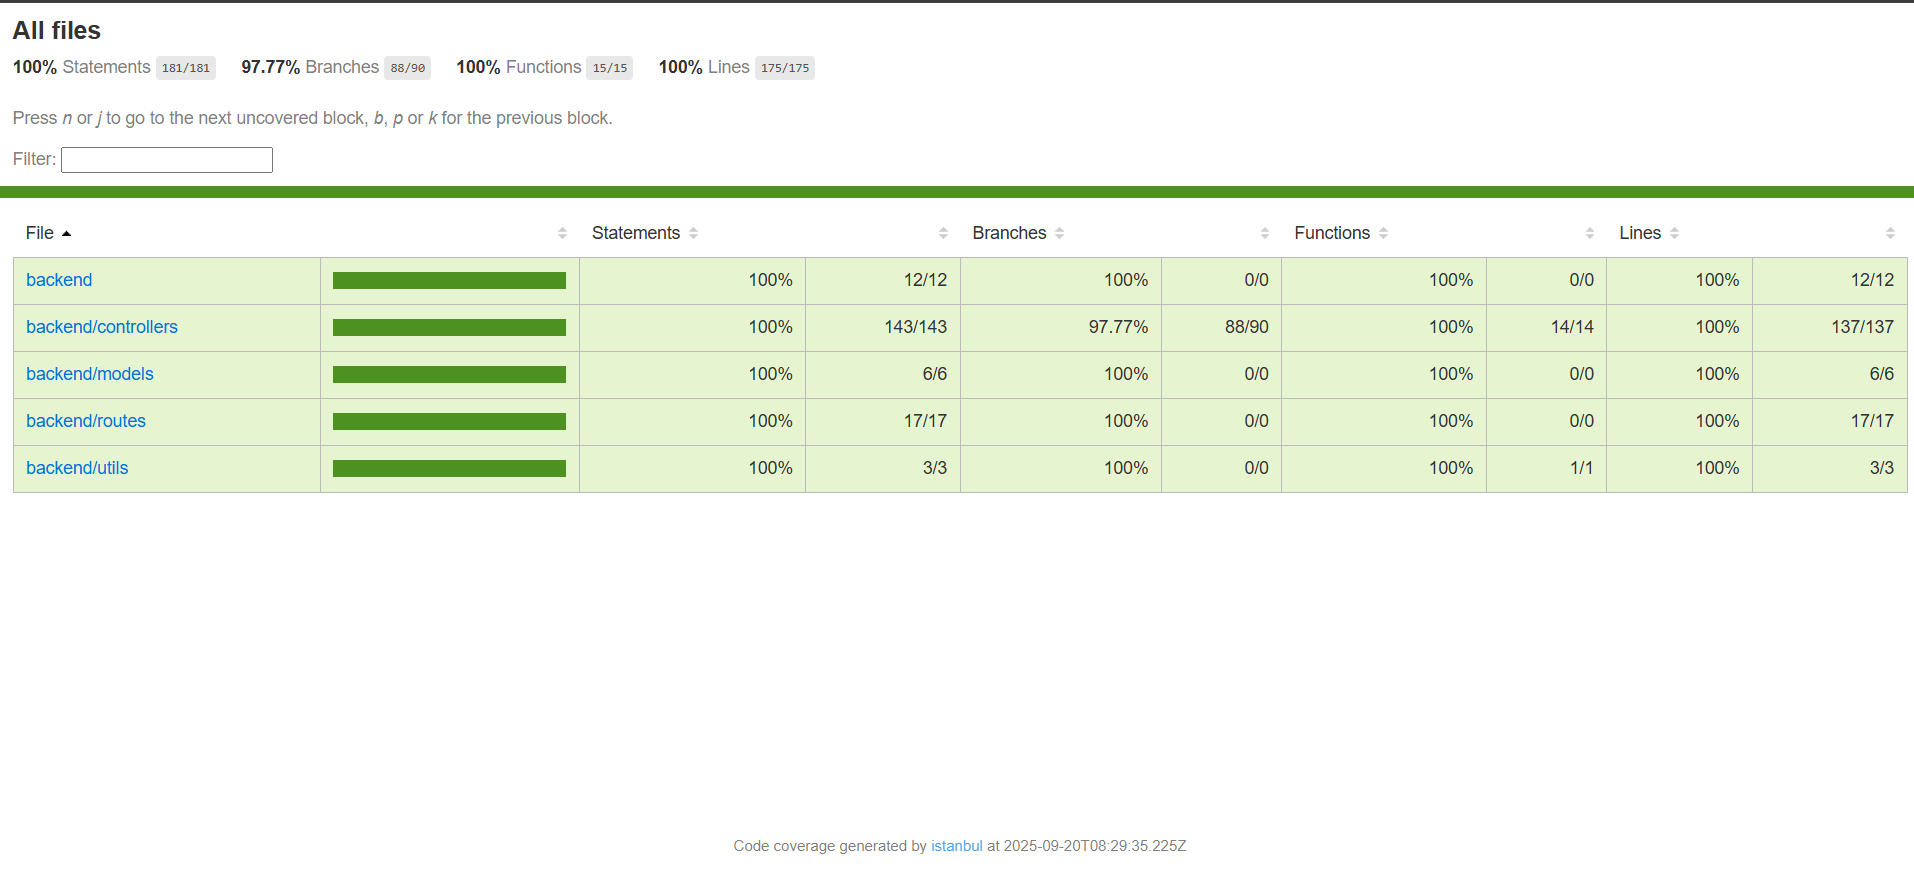 All files
100% Statements 181/181 97.77% Branches 88/90 100% Functions 15/15 100% Lines 175/175
Press n or j to go to the next uncovered block, b, p or k for the previous block.
Filter:
File Statements Branches Functions Lines
backend 100% 12/12 100% 0/0 100% 0/0 100% 12/12
backend/controllers 100% 143/143 97.77% 88/90 100% 14/14 100% 137/137
backend/models 100% 6/6 100% 0/0 100% 0/0 100% 6/6
backend/routes 100% 17/17 100% 0/0 100% 0/0 100% 17/17
backend/utils 100% 3/3 100% 0/0 100% 1/1 100% 3/3
Code coverage generated by istanbul at 2025-09-20T08:29:35.225Z